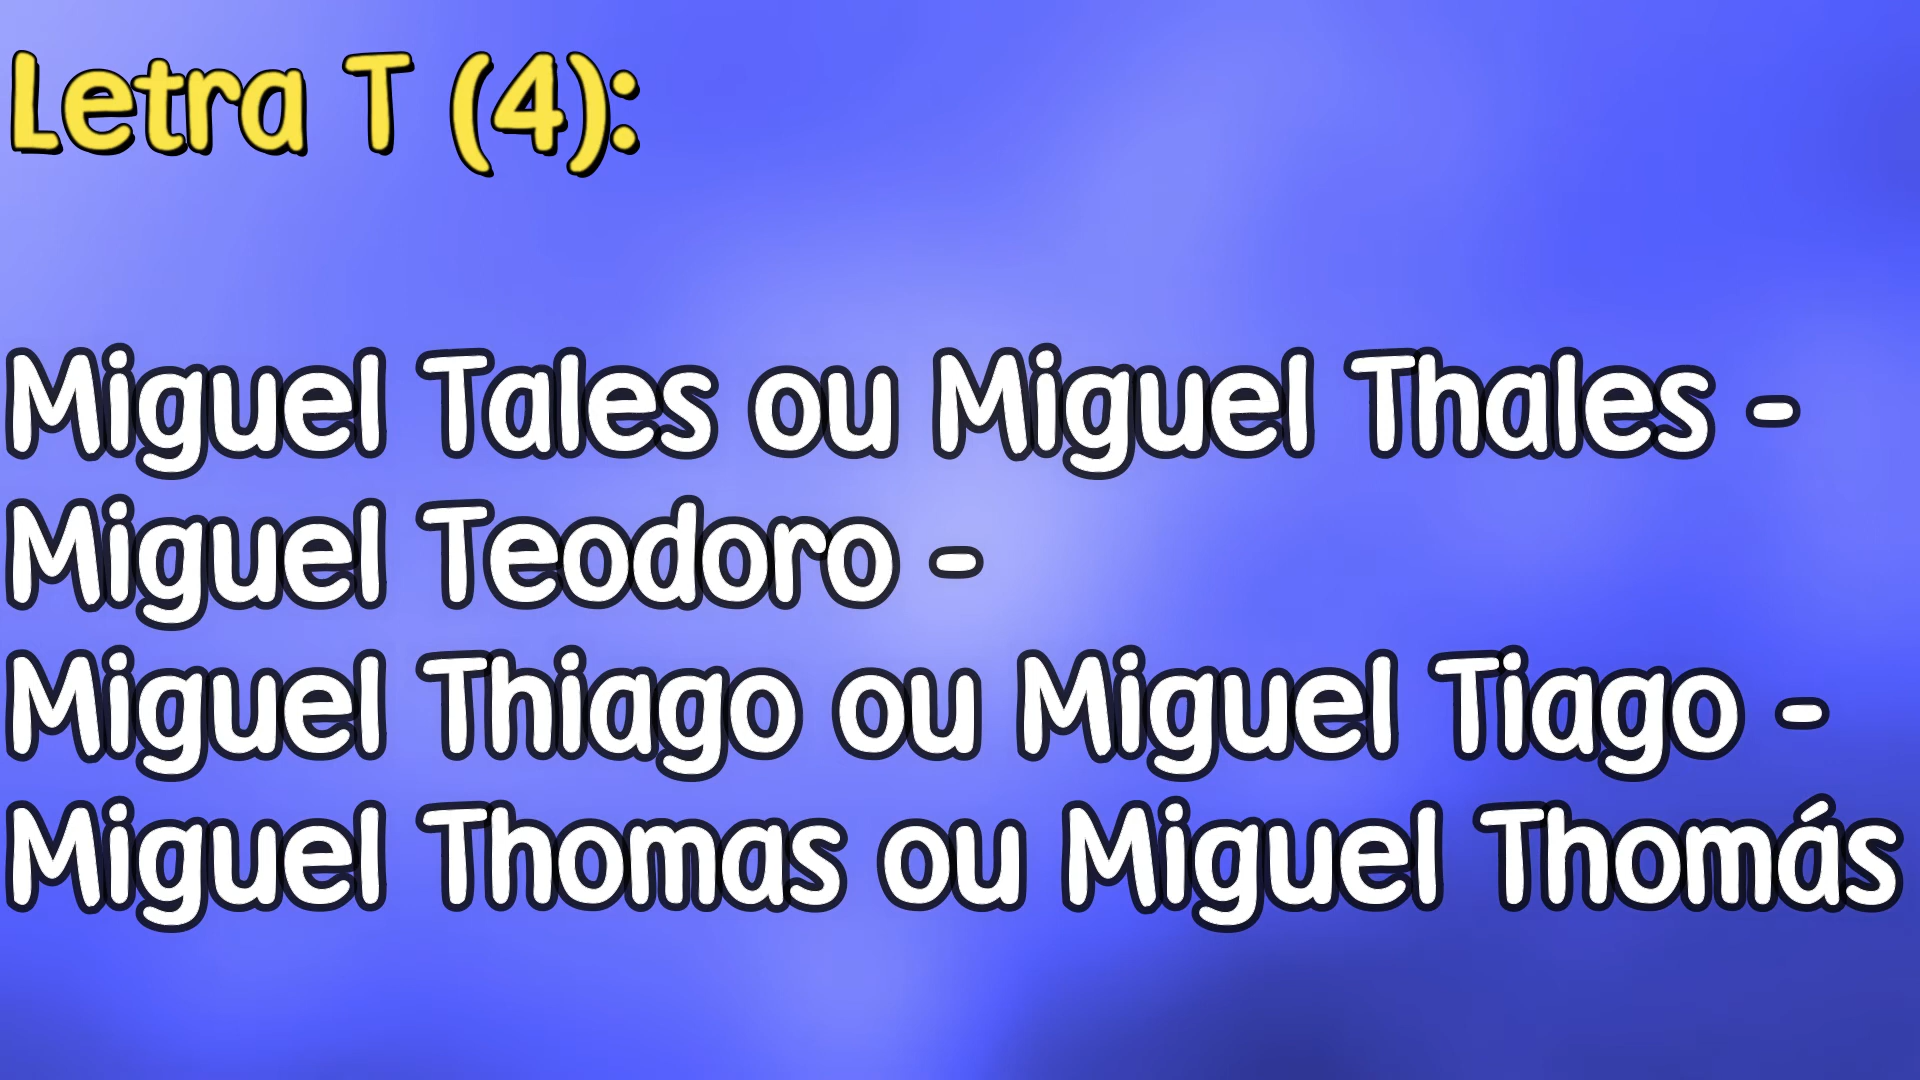 Letra T (4):
Miguel Tales ou Miguel Thales -
Miguel Teodoro -
Miguel Thiago ou Miguel Tiago -
Miguel Thomas ou Miguel Thomás